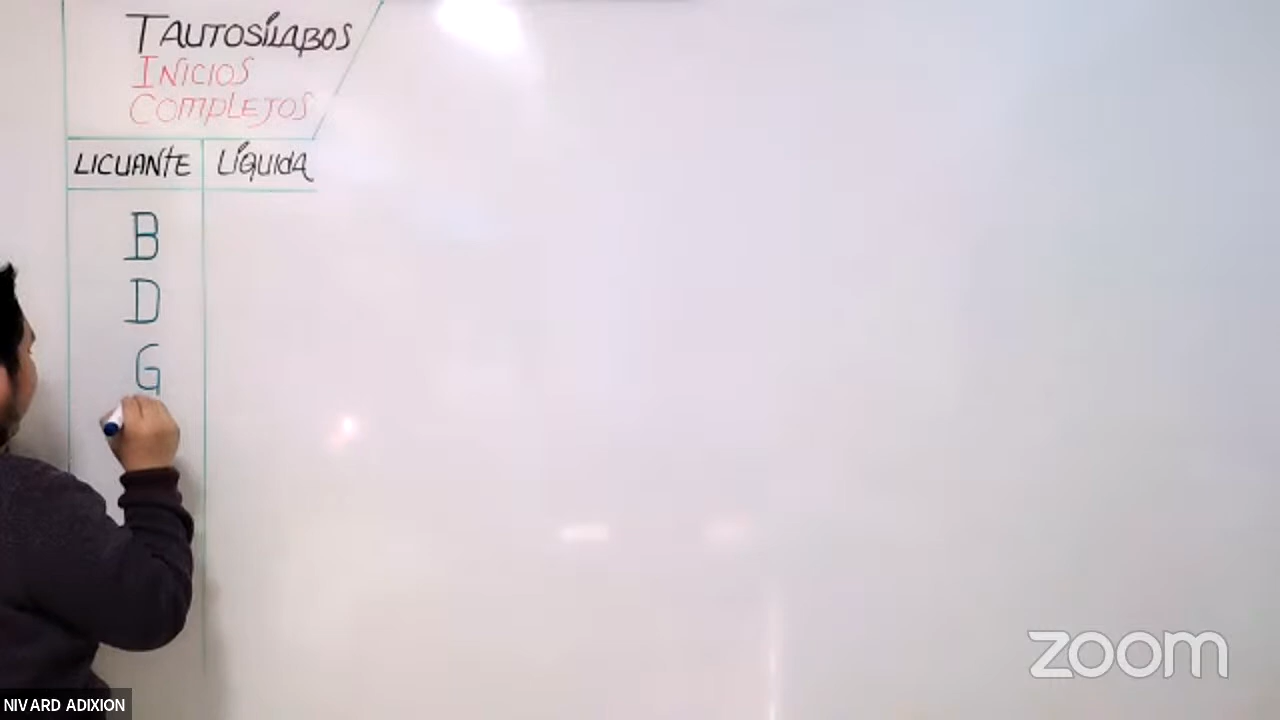 TAUTOSÍLABOS
INICIOS
COMPLEJOS
LICUANTE LÍQUIDA
B
D
G
zoom
NIVARD ADIXION